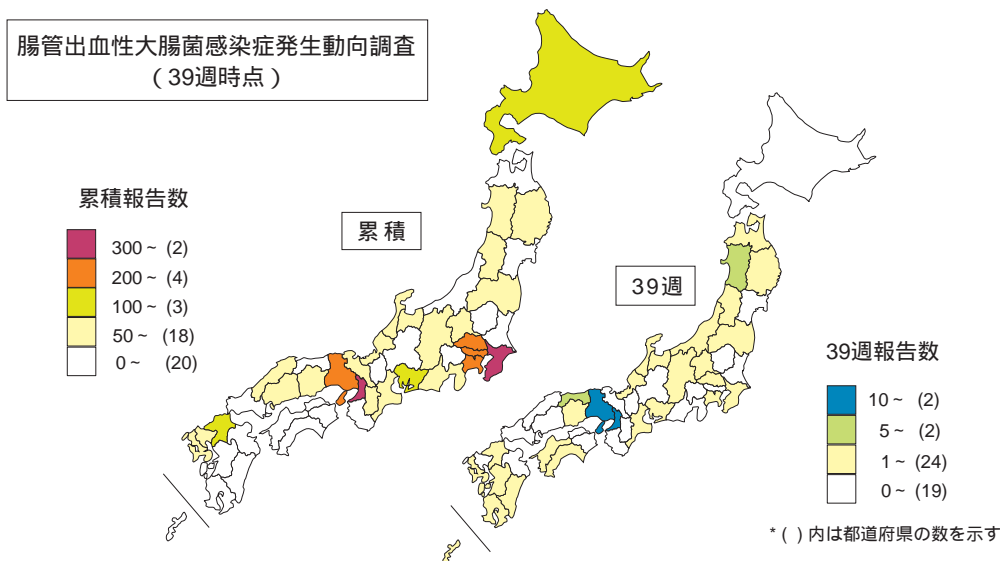 腸管出血性大腸菌感染症発生動向調査
（39週時点）
累積報告数
300～ (2)
200～ (4)
100～ (3)
50～ (18)
0～ (20)
累積
39週
39週報告数
10～ (2)
5～ (2)
1～ (24)
0～ (19)
*（ ）内は都道府県の数を示す